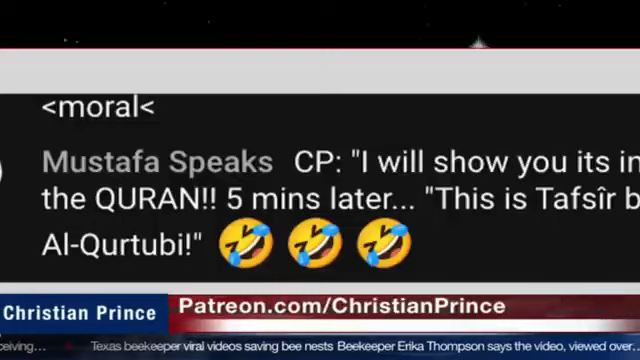 <moral<
Mustafa Speaks CP: "I will show you its in
the QURAN!! 5 mins later... "This is Tafsîr b
Al-Qurtubi!" 🤣 🤣 🤣
Christian Prince
Patreon.com/ChristianPrince
ceiving... Texas beekeeper viral videos saving bee nests Beekeeper Erika Thompson says the video, viewed over..